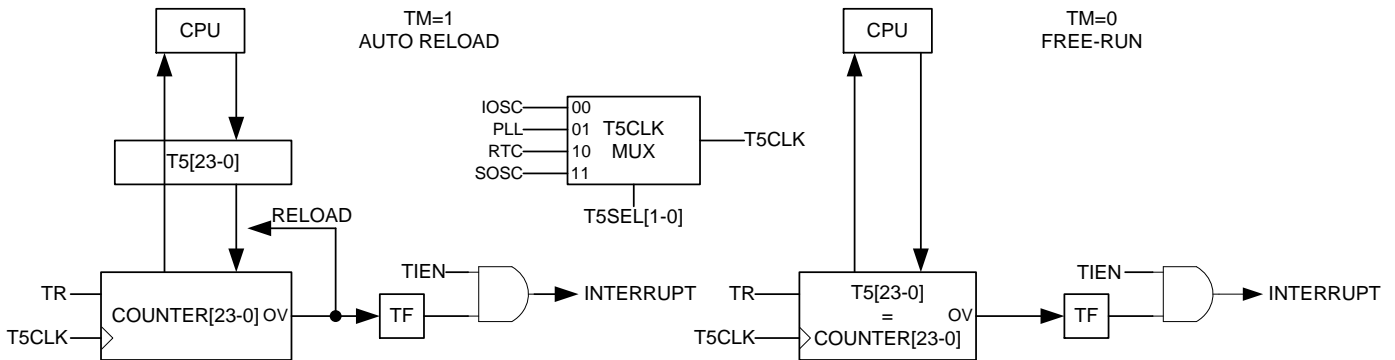 CPU
TM=1
AUTO RELOAD
T5[23-0]
RELOAD
TR
T5CLK
COUNTER[23-0]
OV
TF
TIEN
INTERRUPT
IOSC
00
PLL
01
RTC
10
SOSC
11
T5CLK
MUX
T5CLK
T5SEL[1-0]
CPU
TM=0
FREE-RUN
TR
T5CLK
T5[23-0]
=
COUNTER[23-0]
OV
TF
TIEN
INTERRUPT